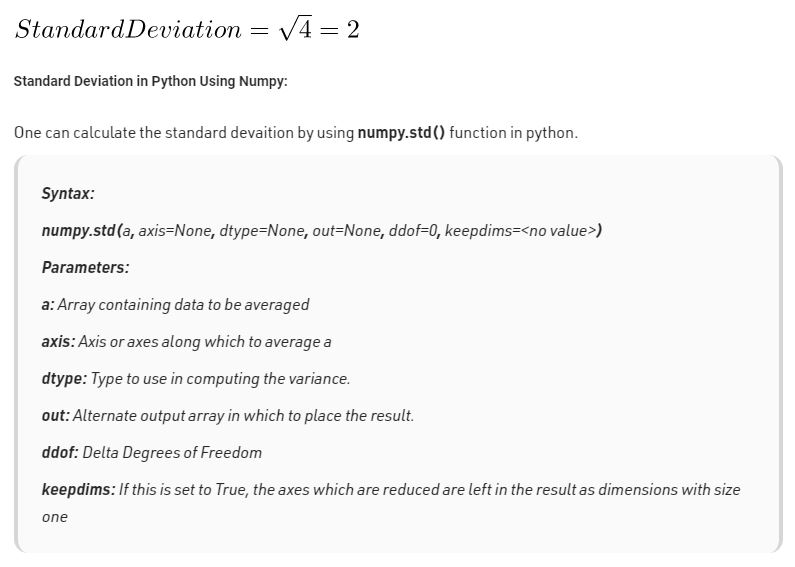 StandardDeviation = √4 = 2
Standard Deviation in Python Using Numpy:
One can calculate the standard devaition by using numpy.std() function in python.
Syntax:
numpy.std(a, axis=None, dtype=None, out=None, ddof=0, keepdims=<no value>)
Parameters:
a: Array containing data to be averaged
axis: Axis or axes along which to average a
dtype: Type to use in computing the variance.
out: Alternate output array in which to place the result.
ddof: Delta Degrees of Freedom
keepdims: If this is set to True, the axes which are reduced are left in the result as dimensions with size
one